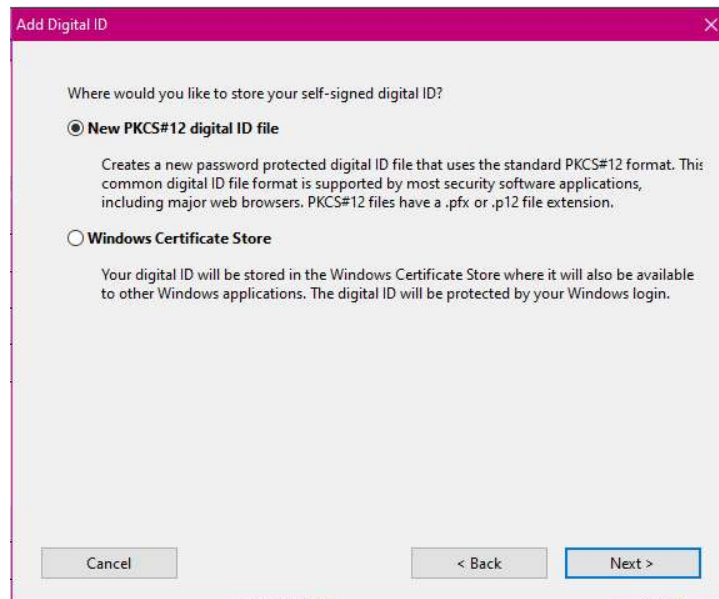 Add Digital ID
Where would you like to store your self-signed digital ID?
New PKCS#12 digital ID file
Creates a new password protected digital ID file that uses the standard PKCS#12 format. This
common digital ID file format is supported by most security software applications,
including major web browsers. PKCS#12 files have a .pfx or .p12 file extension.
Windows Certificate Store
Your digital ID will be stored in the Windows Certificate Store where it will also be available
to other Windows applications. The digital ID will be protected by your Windows login.
Cancel
< Back
Next >